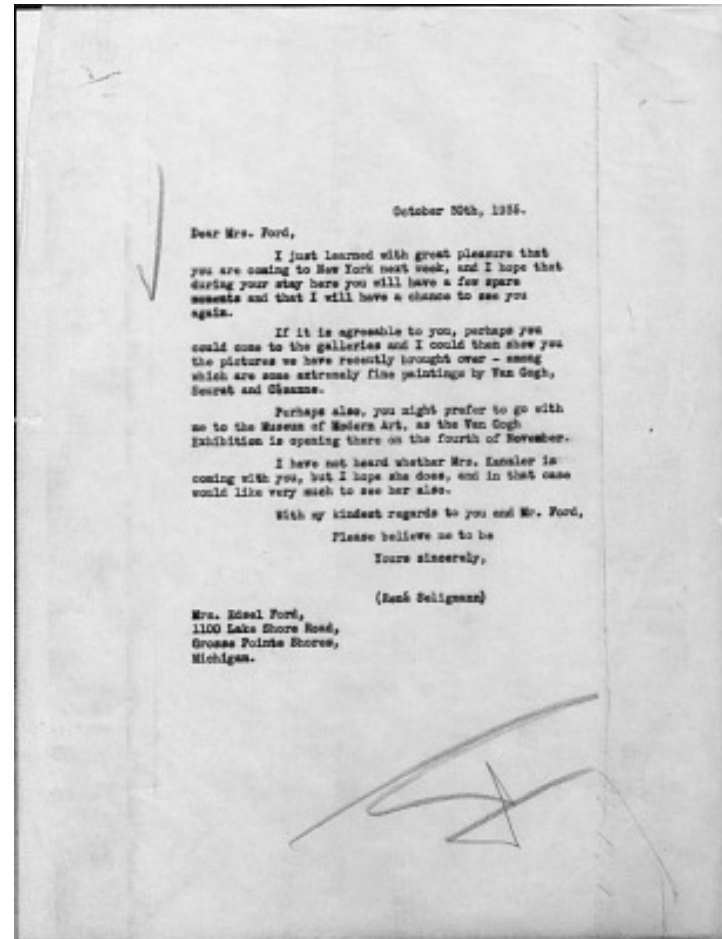 October 30th, 1935.
Dear Mrs. Ford,
I just learned with great pleasure that
you are coming to New York next week, and I hope that
during your stay here you will have a few spare
moments and that I will have a chance to see you
again.
If it is agreeable to you, perhaps you
could come to the galleries and I could then show you
the pictures we have recently brought over - among
which are some extremely fine paintings by Van Gogh,
Seurat and Cézanne.
Perhaps also, you might prefer to go with
me to the Museum of Modern Art, as the Van Gogh
Exhibition is opening there on the fourth of November.
I have not heard whether Mrs. Kanzler is
coming with you, but I hope she does, and in that case
would like very much to see her also.
With my kindest regards to you and Mr. Ford,
Please believe me to be
Yours sincerely,
(René Seligmann)
Mrs. Edsel Ford,
1100 Lake Shore Road,
Grosse Pointe Shores,
Michigan.